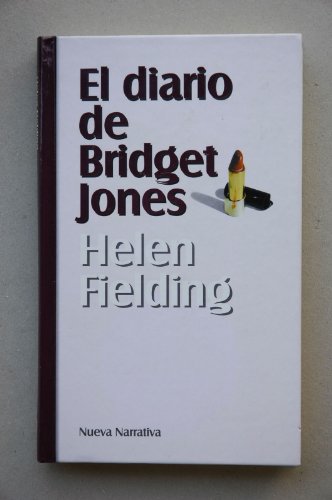 El diario
de
Bridget
Jones
Helen
Fielding
Nueva Narrativa